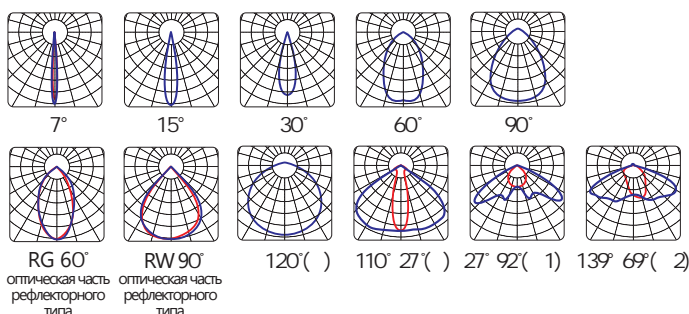 7°
15°
30°
60°
90°
RG 60°
оптическая часть
рефлекторного
типа
RW 90°
оптическая часть
рефлекторного
типа
120°( )
110° 27°( )
27° 92°( 1)
139° 69°( 2)